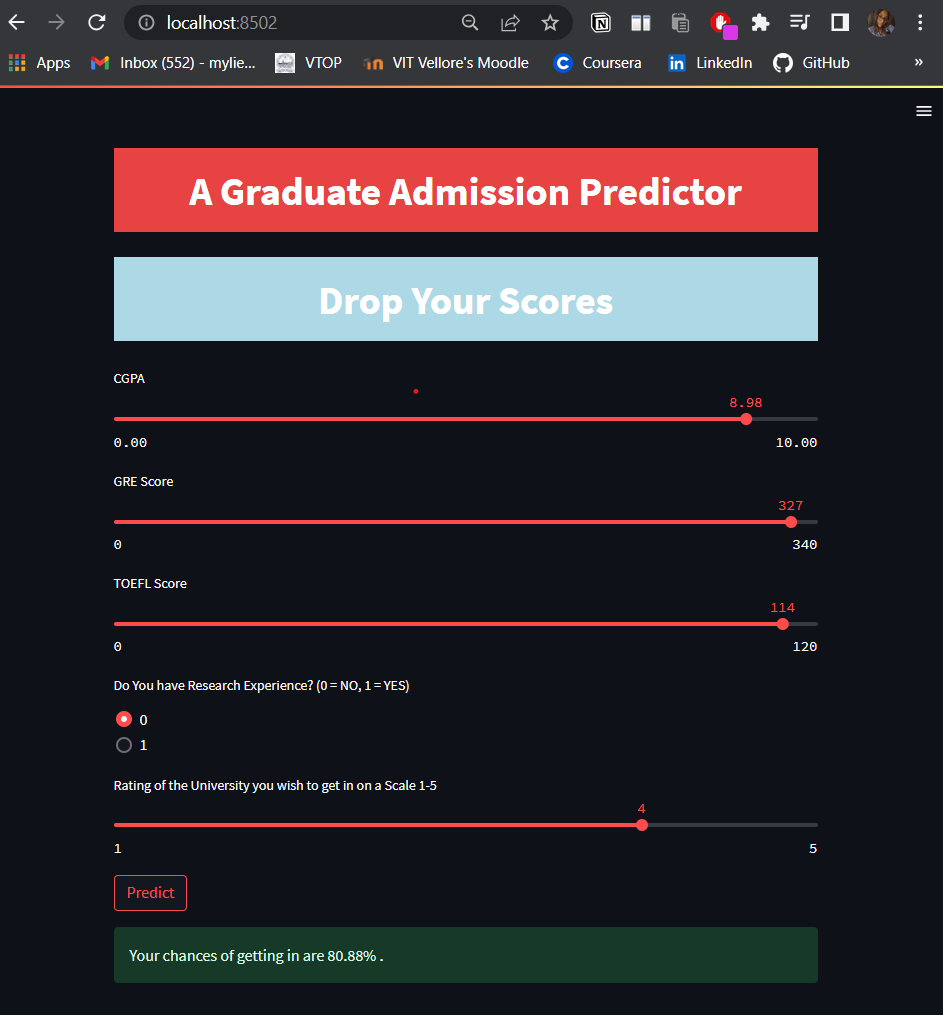 localhost:8502
Apps Inbox (552) - mylie... VTOP VIT Vellore's Moodle Coursera LinkedIn GitHub »
A Graduate Admission Predictor
Drop Your Scores
CGPA
8.98
0.00 10.00
GRE Score
327
0 340
TOEFL Score
114
0 120
Do You have Research Experience? (0 = NO, 1 = YES)
0
1
Rating of the University you wish to get in on a Scale 1-5
4
1 5
Predict
Your chances of getting in are 80.88% .